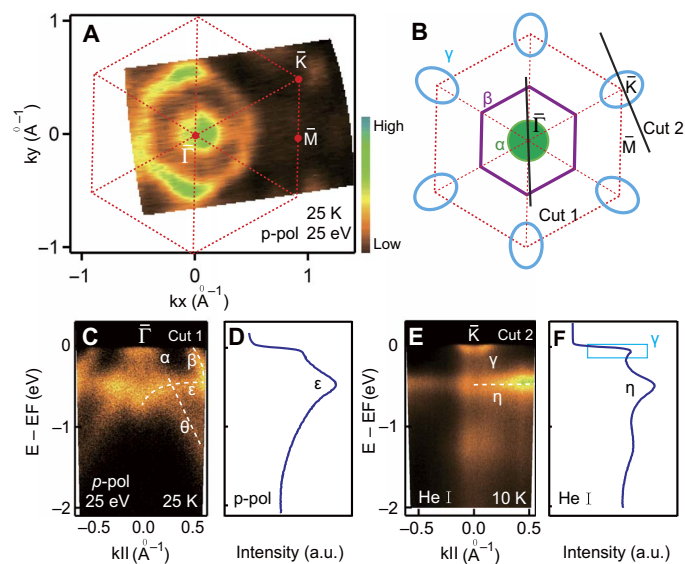 A
ky (Å⁻¹)
1
0
−1
K̄
M̄
Γ̄
25 K
p-pol 25 eV
−1
0
1
kx (Å⁻¹)
High
Low
B
γ
β
α
Γ̄
K̄
M̄
Cut 1
Cut 2
C
Γ̄
Cut 1
α
β
ε
θ
p-pol
25 eV
25 K
E – EF (eV)
0
−1
−2
−0.5
0.0
0.5
kII (Å⁻¹)
D
ε
p-pol
Intensity (a.u.)
E
K̄
Cut 2
γ
η
He I
10 K
E – EF (eV)
0
−1
−2
−0.5
0.0
0.5
kII (Å⁻¹)
F
γ
η
He I
Intensity (a.u.)